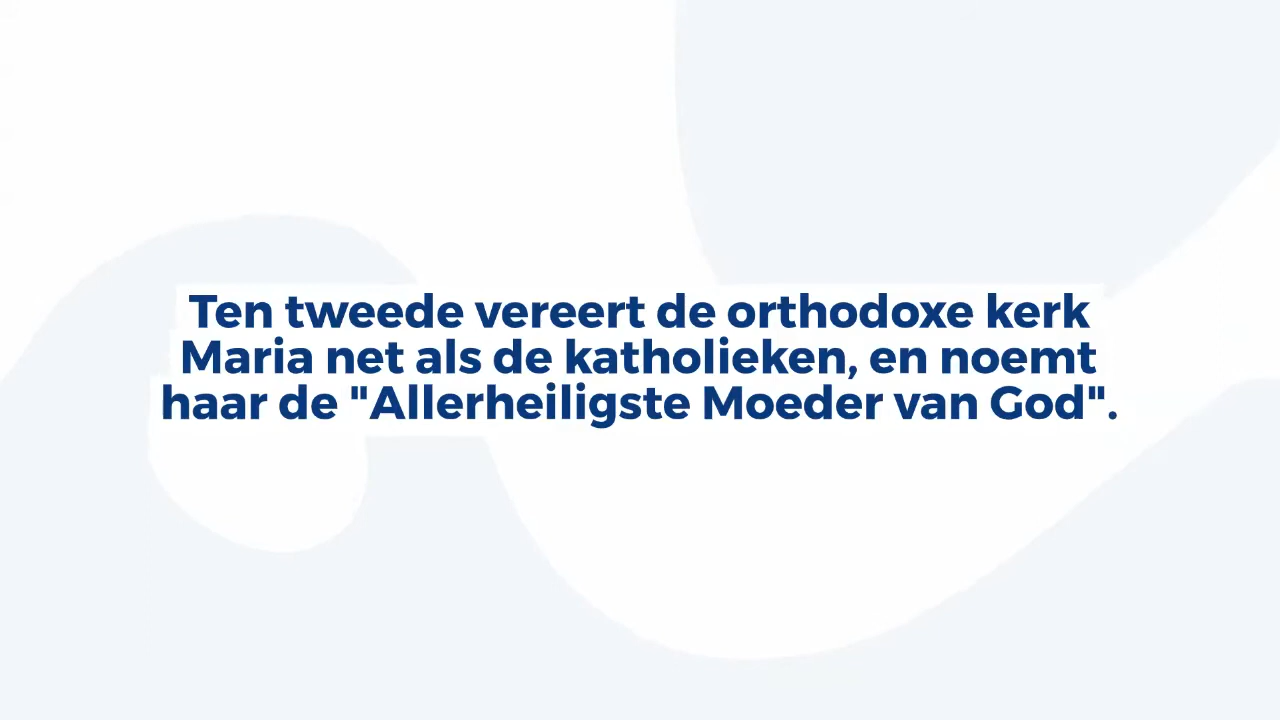 Ten tweede vereert de orthodoxe kerk
Maria net als de katholieken, en noemt
haar de "Allerheiligste Moeder van God".